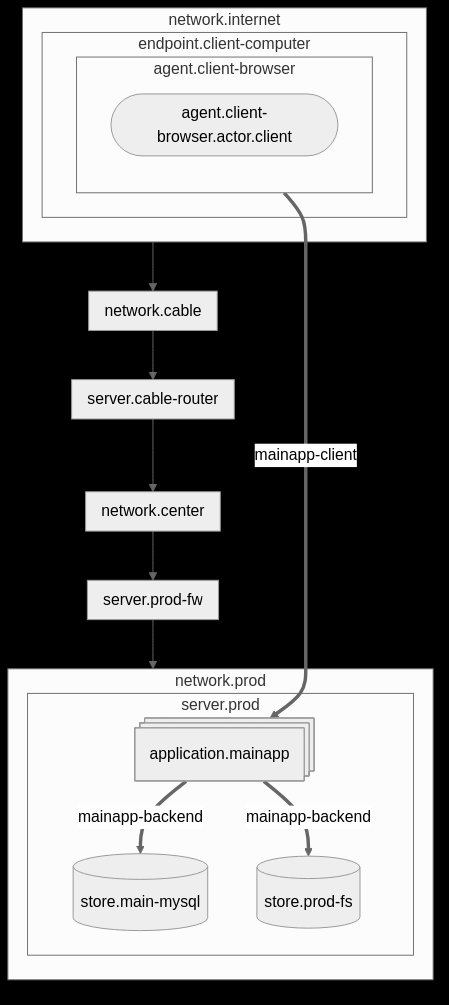 network.internet
endpoint.client-computer
agent.client-browser
agent.client-
browser.actor.client
network.cable
server.cable-router
mainapp-client
network.center
server.prod-fw
network.prod
server.prod
application.mainapp
mainapp-backend
mainapp-backend
store.main-mysql
store.prod-fs